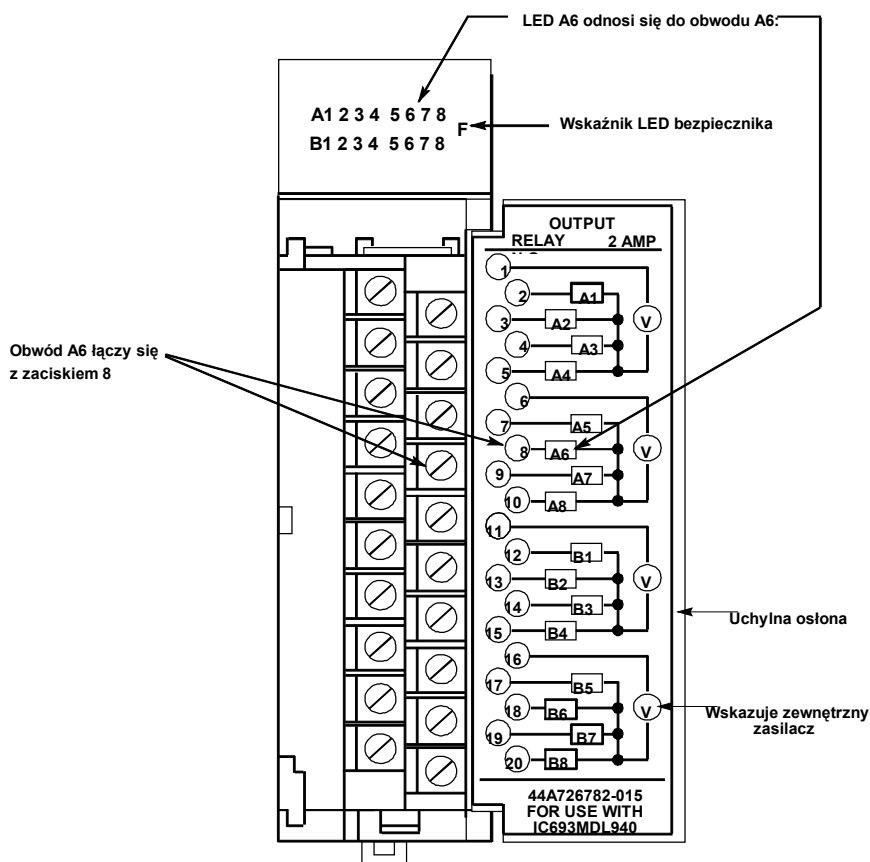 LED A6 odnosi się do obwodu A6:
A1 2 3 4 5 6 7 8
F
B1 2 3 4 5 6 7 8
Wskaźnik LED bezpiecznika
OUTPUT
RELAY 2 AMP
1
2 A1
3 A2 V
4 A3
5 A4
Obwód A6 łączy się
z zaciskiem 8
6
7 A5
8 A6 V
9 A7
10 A8
11
12 B1
13 B2 V
14 B3
15 B4
Uchylna osłona
16
17 B5
18 B6 V
19 B7
20 B8
Wskazuje zewnętrzny
zasilacz
44A726782-015
FOR USE WITH
IC693MDL940